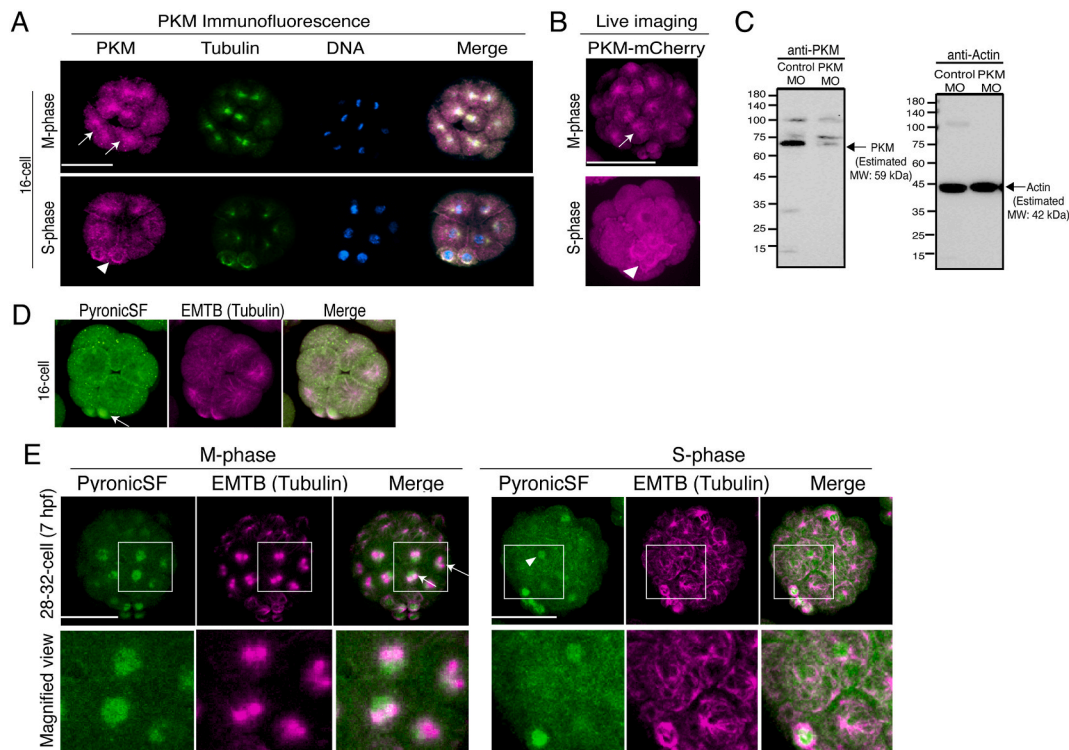 A
PKM Immunofluorescence
PKM
Tubulin
DNA
Merge
16-cell
M-phase
S-phase
B
Live imaging
PKM-mCherry
M-phase
S-phase
C
anti-PKM
Control MO
PKM MO
180
140
100
75
60
45
35
25
15
PKM
(Estimated
MW: 59 kDa)
anti-Actin
Control MO
PKM MO
180
140
100
75
60
45
35
25
15
Actin
(Estimated
MW: 42 kDa)
D
PyronicSF
EMTB (Tubulin)
Merge
16-cell
E
M-phase
S-phase
PyronicSF
EMTB (Tubulin)
Merge
PyronicSF
EMTB (Tubulin)
Merge
28-32-cell (7 hpf)
Magnified view